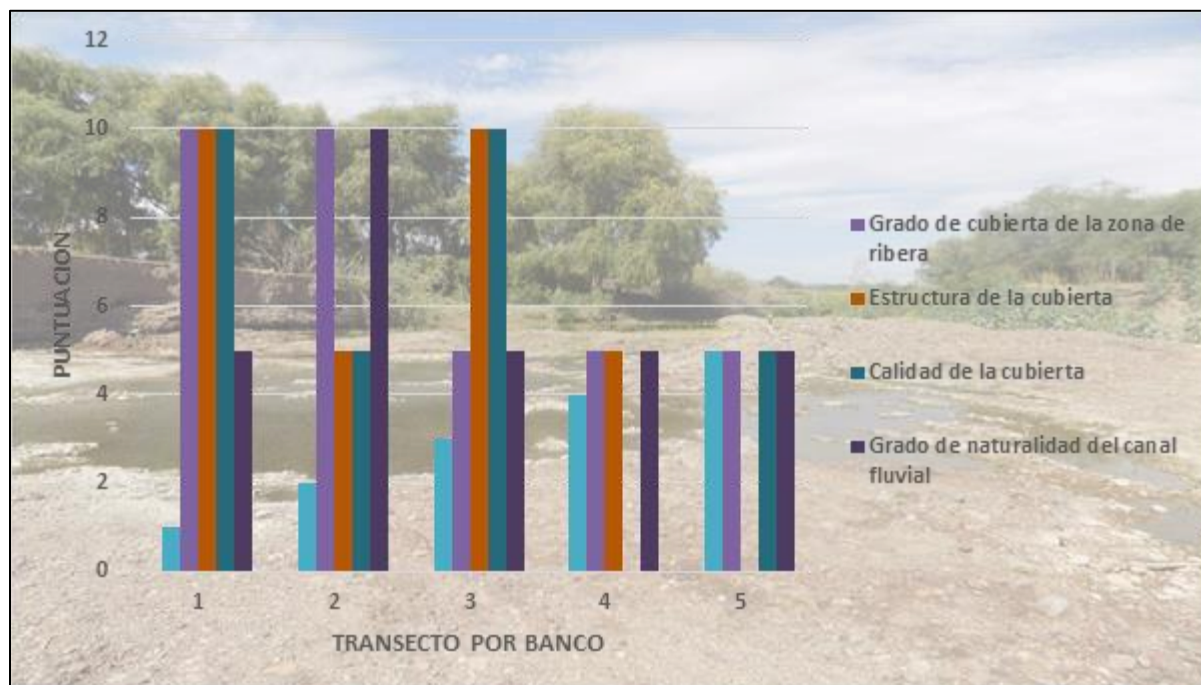 12
10
8
6
4
2
0
PUNTUACION
1 2 3 4 5
TRANSECTO POR BANCO
Grado de cubierta de la zona de
ribera
Estructura de la cubierta
Calidad de la cubierta
Grado de naturalidad del canal
fluvial